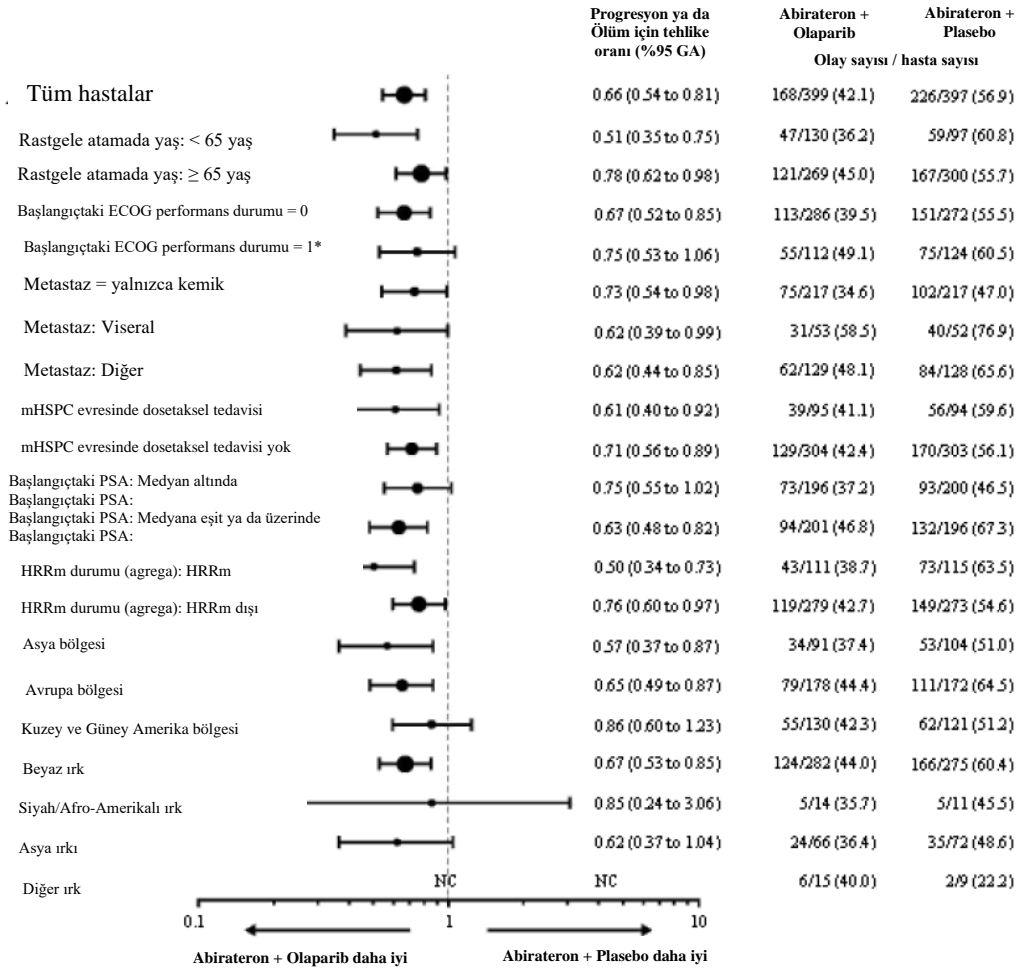 Progresyon ya da Ölüm için tehlike oranı (%95 GA) Abirateron + Olaparib Abirateron + Plasebo
Olay sayısı / hasta sayısı
Tüm hastalar 0.66 (0.54 to 0.81) 168/399 (42.1) 226/397 (56.9)
Rastgele atamada yaş: < 65 yaş 0.51 (0.35 to 0.75) 47/130 (36.2) 59/97 (60.8)
Rastgele atamada yaş: ≥ 65 yaş 0.78 (0.62 to 0.98) 121/269 (45.0) 167/300 (55.7)
Başlangıçtaki ECOG performans durumu = 0 0.67 (0.52 to 0.85) 113/286 (39.5) 151/272 (55.5)
Başlangıçtaki ECOG performans durumu = 1* 0.75 (0.53 to 1.06) 55/112 (49.1) 75/124 (60.5)
Metastaz = yalnızca kemik 0.73 (0.54 to 0.98) 75/217 (34.6) 102/217 (47.0)
Metastaz: Viseral 0.62 (0.39 to 0.99) 31/53 (58.5) 40/52 (76.9)
Metastaz: Diğer 0.62 (0.44 to 0.85) 62/129 (48.1) 84/128 (65.6)
mHSPC evresinde dosetaksel tedavisi 0.61 (0.40 to 0.92) 39/95 (41.1) 56/94 (59.6)
mHSPC evresinde dosetaksel tedavisi yok 0.71 (0.56 to 0.89) 129/304 (42.4) 170/303 (56.1)
Başlangıçtaki PSA: Medyan altında 0.75 (0.55 to 1.02) 73/196 (37.2) 93/200 (46.5)
Başlangıçtaki PSA:
Başlangıçtaki PSA: Medyana eşit ya da üzerinde 0.63 (0.48 to 0.82) 94/201 (46.8) 132/196 (67.3)
Başlangıçtaki PSA:
HRRm durumu (agrega): HRRm 0.50 (0.34 to 0.73) 43/111 (38.7) 73/115 (63.5)
HRRm durumu (agrega): HRRm dışı 0.76 (0.60 to 0.97) 119/279 (42.7) 149/273 (54.6)
Asya bölgesi 0.57 (0.37 to 0.87) 34/91 (37.4) 53/104 (51.0)
Avrupa bölgesi 0.65 (0.49 to 0.87) 79/178 (44.4) 111/172 (64.5)
Kuzey ve Güney Amerika bölgesi 0.86 (0.60 to 1.23) 55/130 (42.3) 62/121 (51.2)
Beyaz ırk 0.67 (0.53 to 0.85) 124/282 (44.0) 166/275 (60.4)
Siyah/Afro-Amerikalı ırk 0.85 (0.24 to 3.06) 5/14 (35.7) 5/11 (45.5)
Asya ırkı 0.62 (0.37 to 1.04) 24/66 (36.4) 35/72 (48.6)
Diğer ırk NC NC 6/15 (40.0) 2/9 (22.2)
0.1 1 10
Abirateron + Olaparib daha iyi Abirateron + Plasebo daha iyi